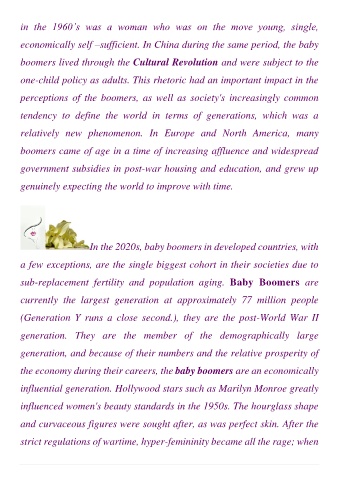 in the 1960's was a woman who was on the move young, single,
economically self –sufficient. In China during the same period, the baby
boomers lived through the Cultural Revolution and were subject to the
one-child policy as adults. This rhetoric had an important impact in the
perceptions of the boomers, as well as society's increasingly common
tendency to define the world in terms of generations, which was a
relatively new phenomenon. In Europe and North America, many
boomers came of age in a time of increasing affluence and widespread
government subsidies in post-war housing and education, and grew up
genuinely expecting the world to improve with time.
In the 2020s, baby boomers in developed countries, with
a few exceptions, are the single biggest cohort in their societies due to
sub-replacement fertility and population aging. Baby Boomers are
currently the largest generation at approximately 77 million people
(Generation Y runs a close second.), they are the post-World War II
generation. They are the member of the demographically large
generation, and because of their numbers and the relative prosperity of
the economy during their careers, the baby boomers are an economically
influential generation. Hollywood stars such as Marilyn Monroe greatly
influenced women's beauty standards in the 1950s. The hourglass shape
and curvaceous figures were sought after, as was perfect skin. After the
strict regulations of wartime, hyper-femininity became all the rage; when